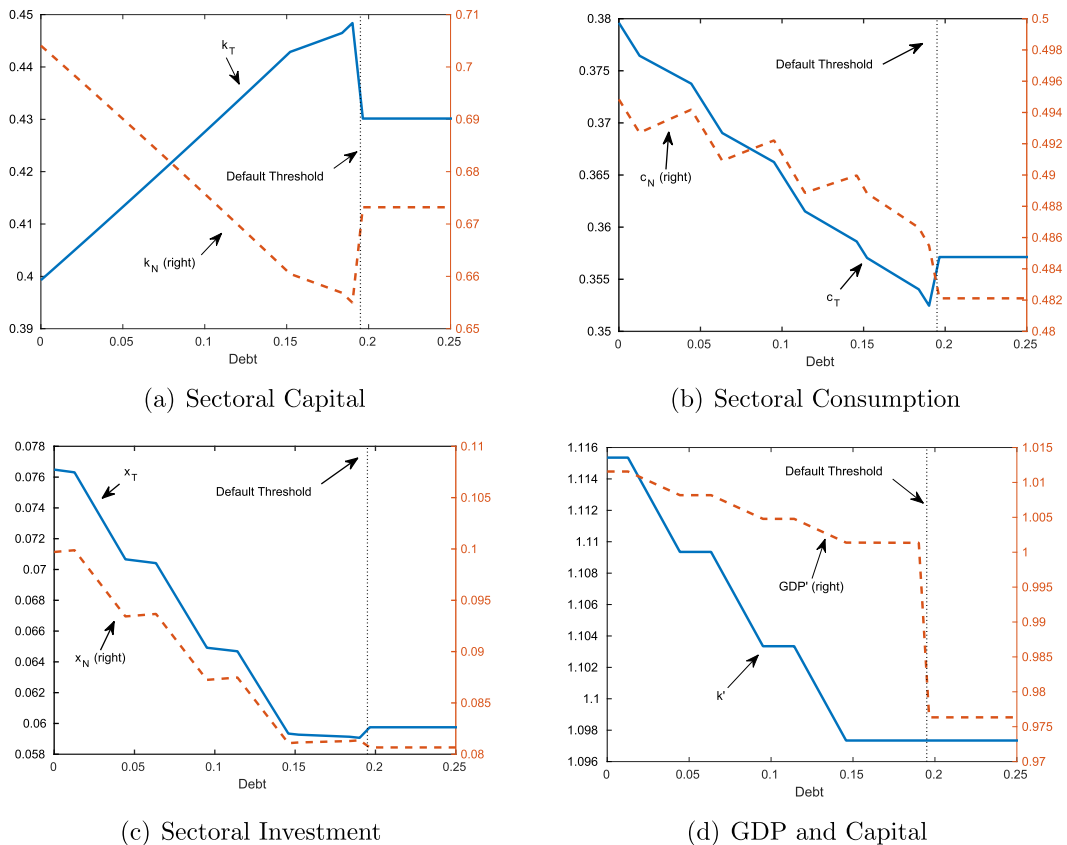 0.45
0.44
0.43
0.42
0.41
0.4
0.39
0.71
0.7
0.69
0.68
0.67
0.66
0.65
k_T
Default Threshold
k_N (right)
0 0.05 0.1 0.15 0.2 0.25
Debt
(a) Sectoral Capital
0.38
0.375
0.37
0.365
0.36
0.355
0.35
0.5
0.498
0.496
0.494
0.492
0.49
0.488
0.486
0.484
0.482
0.48
Default Threshold
c_N (right)
c_T
0 0.05 0.1 0.15 0.2 0.25
Debt
(b) Sectoral Consumption
0.078
0.076
0.074
0.072
0.07
0.068
0.066
0.064
0.062
0.06
0.058
0.11
0.105
0.1
0.095
0.09
0.085
0.08
x_T
Default Threshold
x_N (right)
0 0.05 0.1 0.15 0.2 0.25
Debt
(c) Sectoral Investment
1.116
1.114
1.112
1.11
1.108
1.106
1.104
1.102
1.1
1.098
1.096
1.015
1.01
1.005
1
0.995
0.99
0.985
0.98
0.975
0.97
Default Threshold
GDP' (right)
k'
0 0.05 0.1 0.15 0.2 0.25
Debt
(d) GDP and Capital